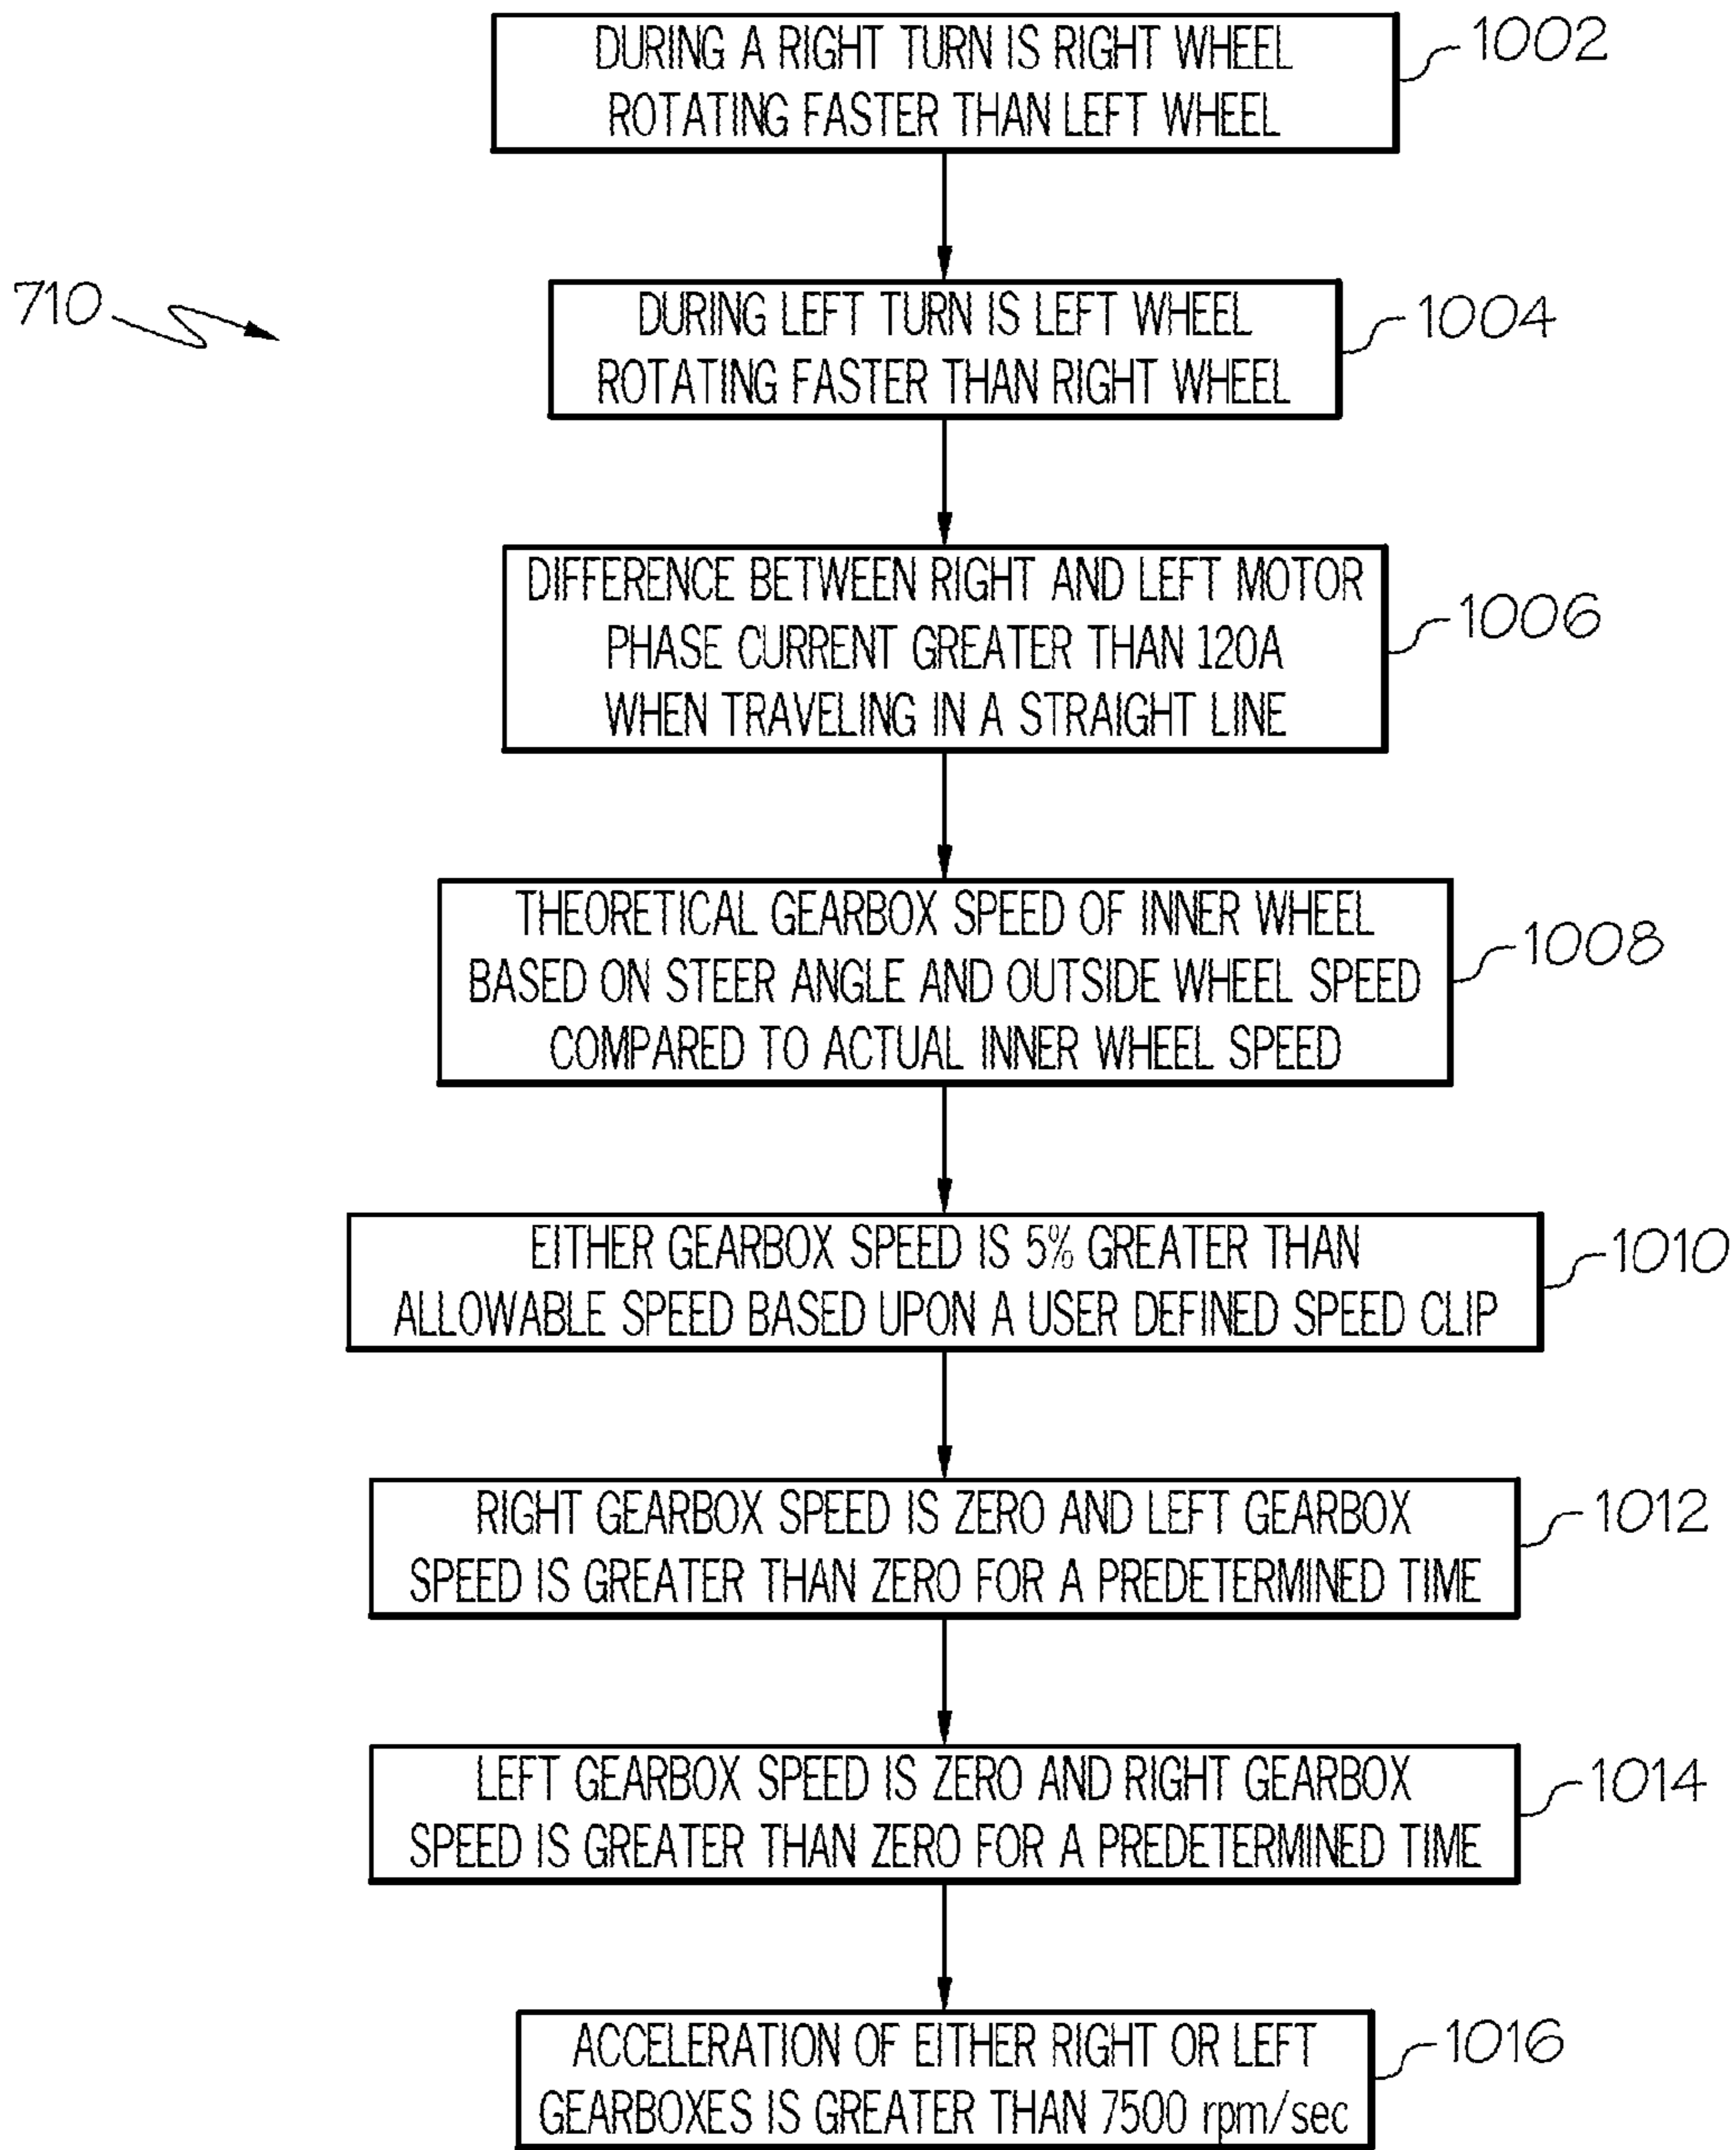 DURING A RIGHT TURN IS RIGHT WHEEL
ROTATING FASTER THAN LEFT WHEEL
1002
710
DURING LEFT TURN IS LEFT WHEEL
ROTATING FASTER THAN RIGHT WHEEL
1004
DIFFERENCE BETWEEN RIGHT AND LEFT MOTOR
PHASE CURRENT GREATER THAN 120A
WHEN TRAVELING IN A STRAIGHT LINE
1006
THEORETICAL GEARBOX SPEED OF INNER WHEEL
BASED ON STEER ANGLE AND OUTSIDE WHEEL SPEED
COMPARED TO ACTUAL INNER WHEEL SPEED
1008
EITHER GEARBOX SPEED IS 5% GREATER THAN
ALLOWABLE SPEED BASED UPON A USER DEFINED SPEED CLIP
1010
RIGHT GEARBOX SPEED IS ZERO AND LEFT GEARBOX
SPEED IS GREATER THAN ZERO FOR A PREDETERMINED TIME
1012
LEFT GEARBOX SPEED IS ZERO AND RIGHT GEARBOX
SPEED IS GREATER THAN ZERO FOR A PREDETERMINED TIME
1014
ACCELERATION OF EITHER RIGHT OR LEFT
GEARBOXES IS GREATER THAN 7500 rpm/sec
1016